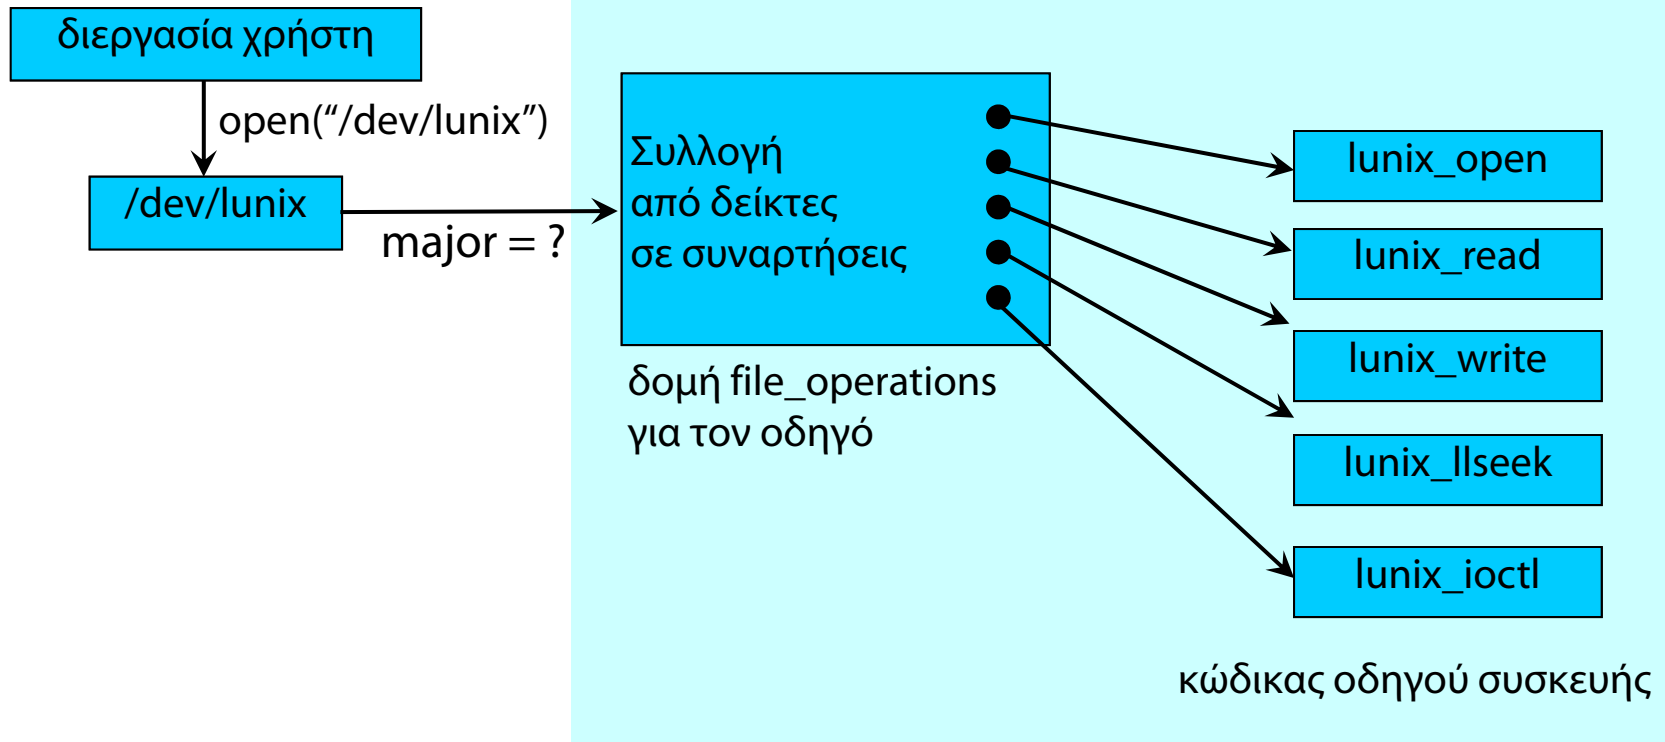 διεργασία χρήστη
open(“/dev/lunix”)
/dev/lunix
major = ?
Συλλογή
από δείκτες
σε συναρτήσεις
δομή file_operations
για τον οδηγό
lunix_open
lunix_read
lunix_write
lunix_llseek
lunix_ioctl
κώδικας οδηγού συσκευής